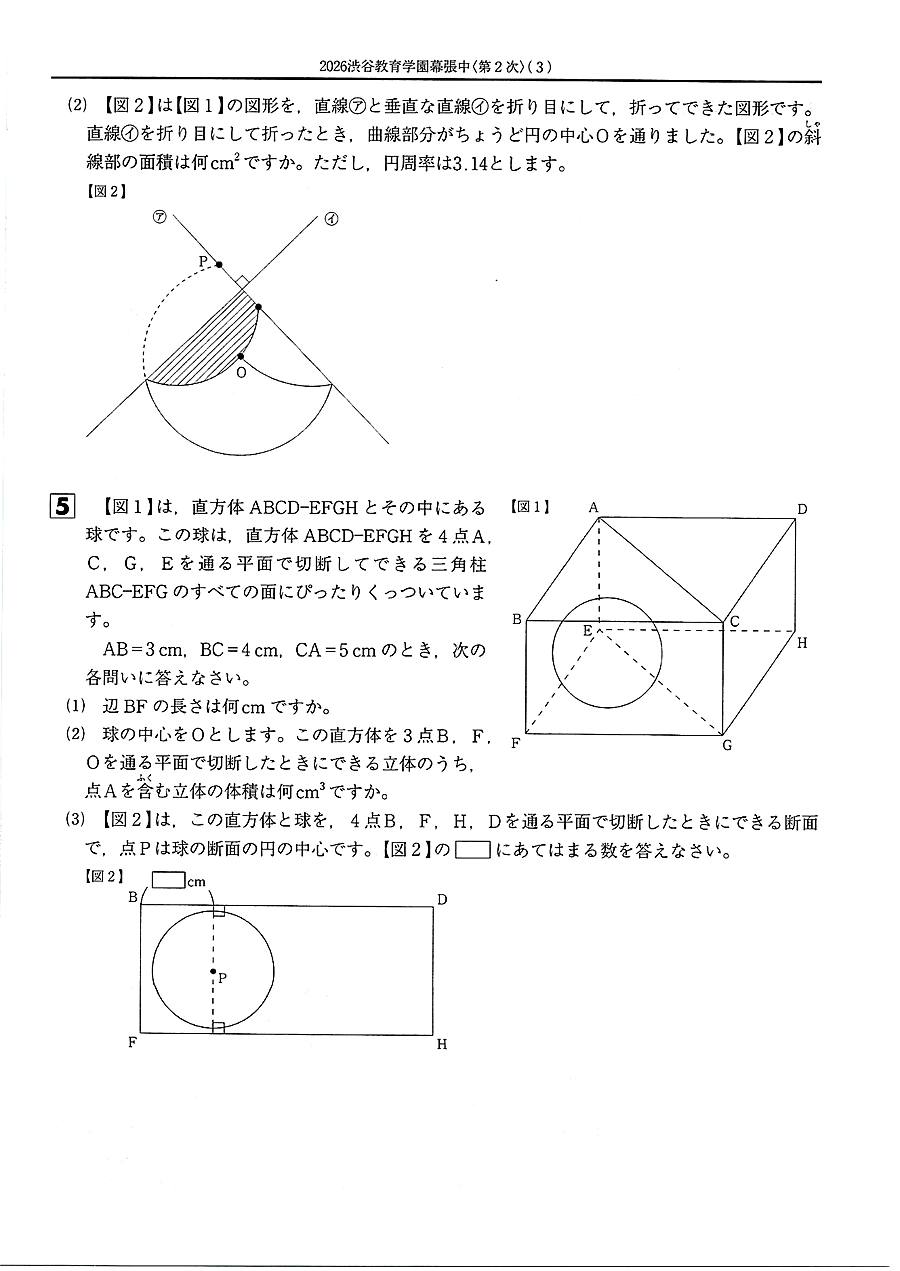 2026渋谷教育学園幕張中〈第2次〉(3)
(2) 【図2】は【図1】の図形を，直線㋐と垂直な直線㋑を折り目にして，折ってできた図形です。
直線㋑を折り目にして折ったとき，曲線部分がちょうど円の中心Oを通りました。【図2】の斜
しゃ
線部の面積は何cm²ですか。ただし，円周率は3.14とします。
【図2】
㋐
㋑
P
O
5 【図1】は，直方体ABCD-EFGHとその中にある
球です。この球は，直方体ABCD-EFGHを4点A，
C，G，Eを通る平面で切断してできる三角柱
ABC-EFGのすべての面にぴったりくっついていま
す。
AB=3cm，BC=4cm，CA=5cmのとき，次の
各問いに答えなさい。
(1) 辺BFの長さは何cmですか。
(2) 球の中心をOとします。この直方体を3点B，F，
Oを通る平面で切断したときにできる立体のうち，
ふく
点Aを含む立体の体積は何cm³ですか。
【図1】
A
D
B
C
E
H
F
G
(3) 【図2】は，この直方体と球を，4点B，F，H，Dを通る平面で切断したときにできる断面
で，点Pは球の断面の円の中心です。【図2】の□にあてはまる数を答えなさい。
【図2】
□cm
B
D
P
F
H